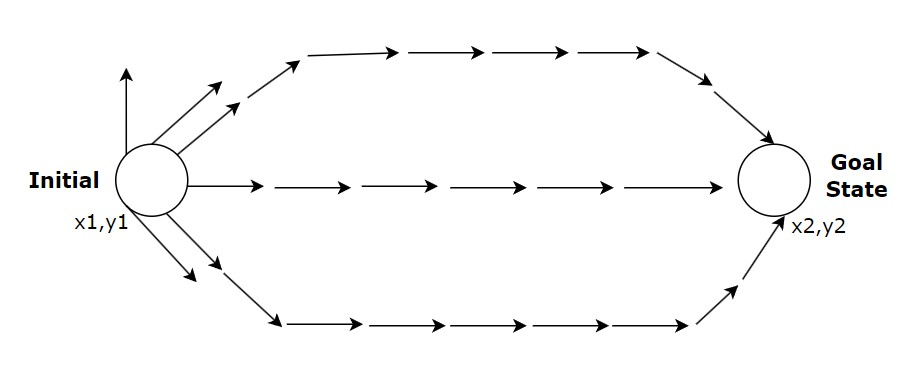 Initial
x1,y1
Goal
State
x2,y2